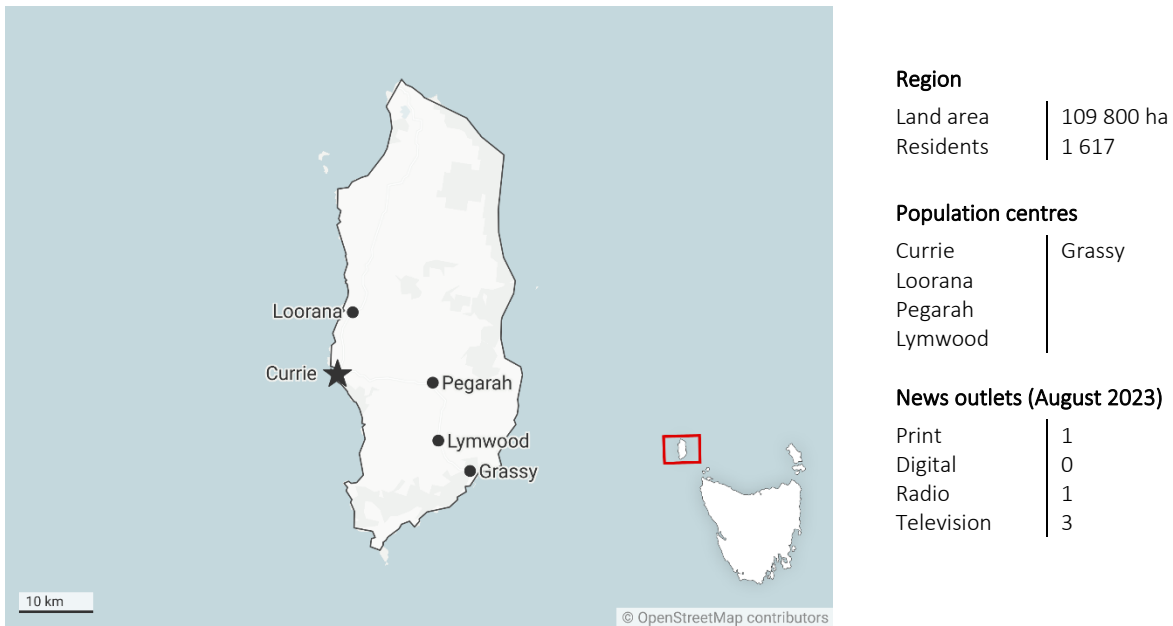 Loorana
Currie
Pegarah
Lymwood
Grassy
10 km
© OpenStreetMap contributors
Region
Land area 109 800 ha
Residents 1 617
Population centres
Currie Grassy
Loorana
Pegarah
Lymwood
News outlets (August 2023)
Print 1
Digital 0
Radio 1
Television 3